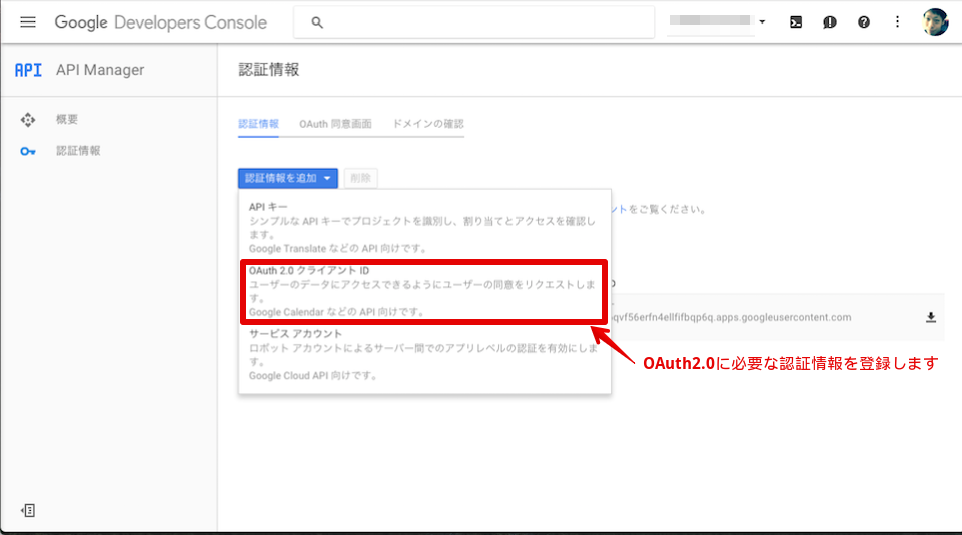 Google Developers Console
API API Manager
認証情報
概要
認証情報
認証情報 OAuth 同意画面 ドメインの確認
認証情報を追加 削除
ントをご覧ください。
API キー
シンプルな API キーでプロジェクトを識別し、割り当てとアクセスを確認し
ます。
Google Translate などの API 向けです。
OAuth 2.0 クライアント ID
ユーザーのデータにアクセスできるようにユーザーの同意をリクエストしま
す。
Google Calendar などの API 向けです。
サービス アカウント
ロボット アカウントによるサーバー間でのアプリレベルの認証を有効にしま
す。
Google Cloud API 向けです。
qvf56erfn4ellfifbqp6q.apps.googleusercontent.com
OAuth2.0に必要な認証情報を登録します